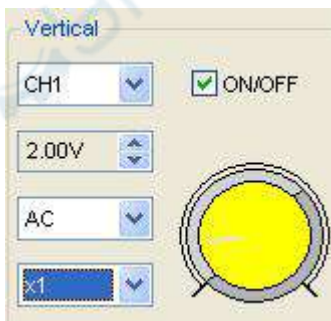 Vertical
CH1
ON/OFF
2.00V
AC
x1